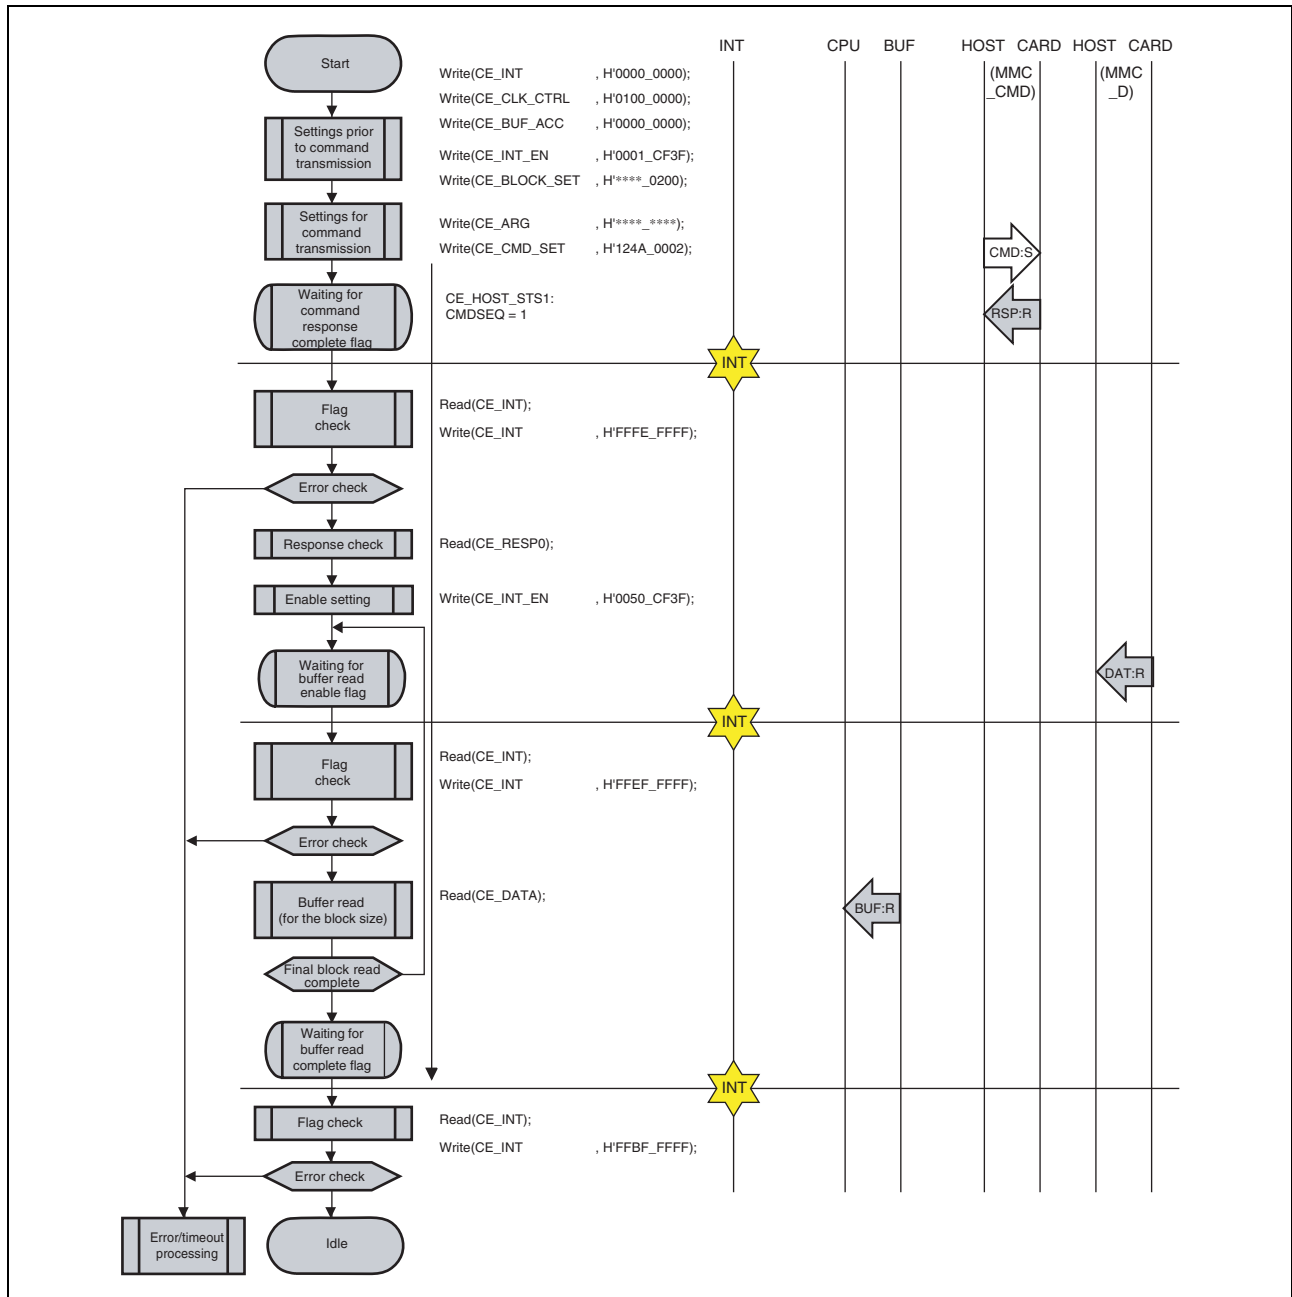 INT CPU BUF HOST CARD HOST CARD
(MMC
_CMD)
(MMC
_D)
Start
Write(CE_INT , H'0000_0000);
Write(CE_CLK_CTRL , H'0100_0000);
Write(CE_BUF_ACC , H'0000_0000);
Settings prior
to command
transmission
Write(CE_INT_EN , H'0001_CF3F);
Write(CE_BLOCK_SET , H'****_0200);
Settings for
command
transmission
Write(CE_ARG , H'****_****);
Write(CE_CMD_SET , H'124A_0002);
CMD:S
Waiting for
command
response
complete flag
CE_HOST_STS1:
CMDSEQ = 1
RSP:R
INT
Flag
check
Read(CE_INT);
Write(CE_INT , H'FFFE_FFFF);
Error check
Response check
Read(CE_RESP0);
Enable setting
Write(CE_INT_EN , H'0050_CF3F);
Waiting for
buffer read
enable flag
DAT:R
INT
Flag
check
Read(CE_INT);
Write(CE_INT , H'FFEF_FFFF);
Error check
Buffer read
(for the block size)
Read(CE_DATA);
BUF:R
Final block read
complete
Waiting for
buffer read
complete flag
INT
Flag check
Read(CE_INT);
Write(CE_INT , H'FFBF_FFFF);
Error check
Error/timeout
processing
Idle